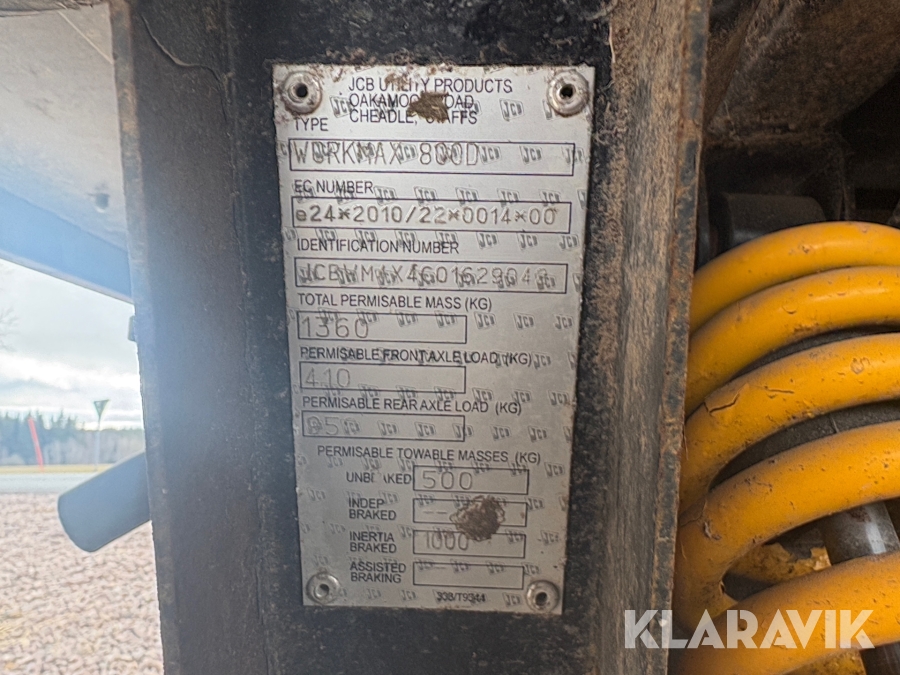 JCB UTILITY PRODUCTS
OAKAMOOR ROAD,
CHEADLE, STAFFS
TYPE
WORKMAX 800D
EC NUMBER
e24*2010/22*0014*00
IDENTIFICATION NUMBER
TOTAL PERMISABLE MASS (KG)
1360
PERMISABLE FRONT AXLE LOAD (KG)
410
PERMISABLE REAR AXLE LOAD (KG)
PERMISABLE TOWABLE MASSES (KG)
UNBRAKED 500
INDEP BRAKED --
INERTIA BRAKED 1000
ASSISTED BRAKING ---
KLARAVIK